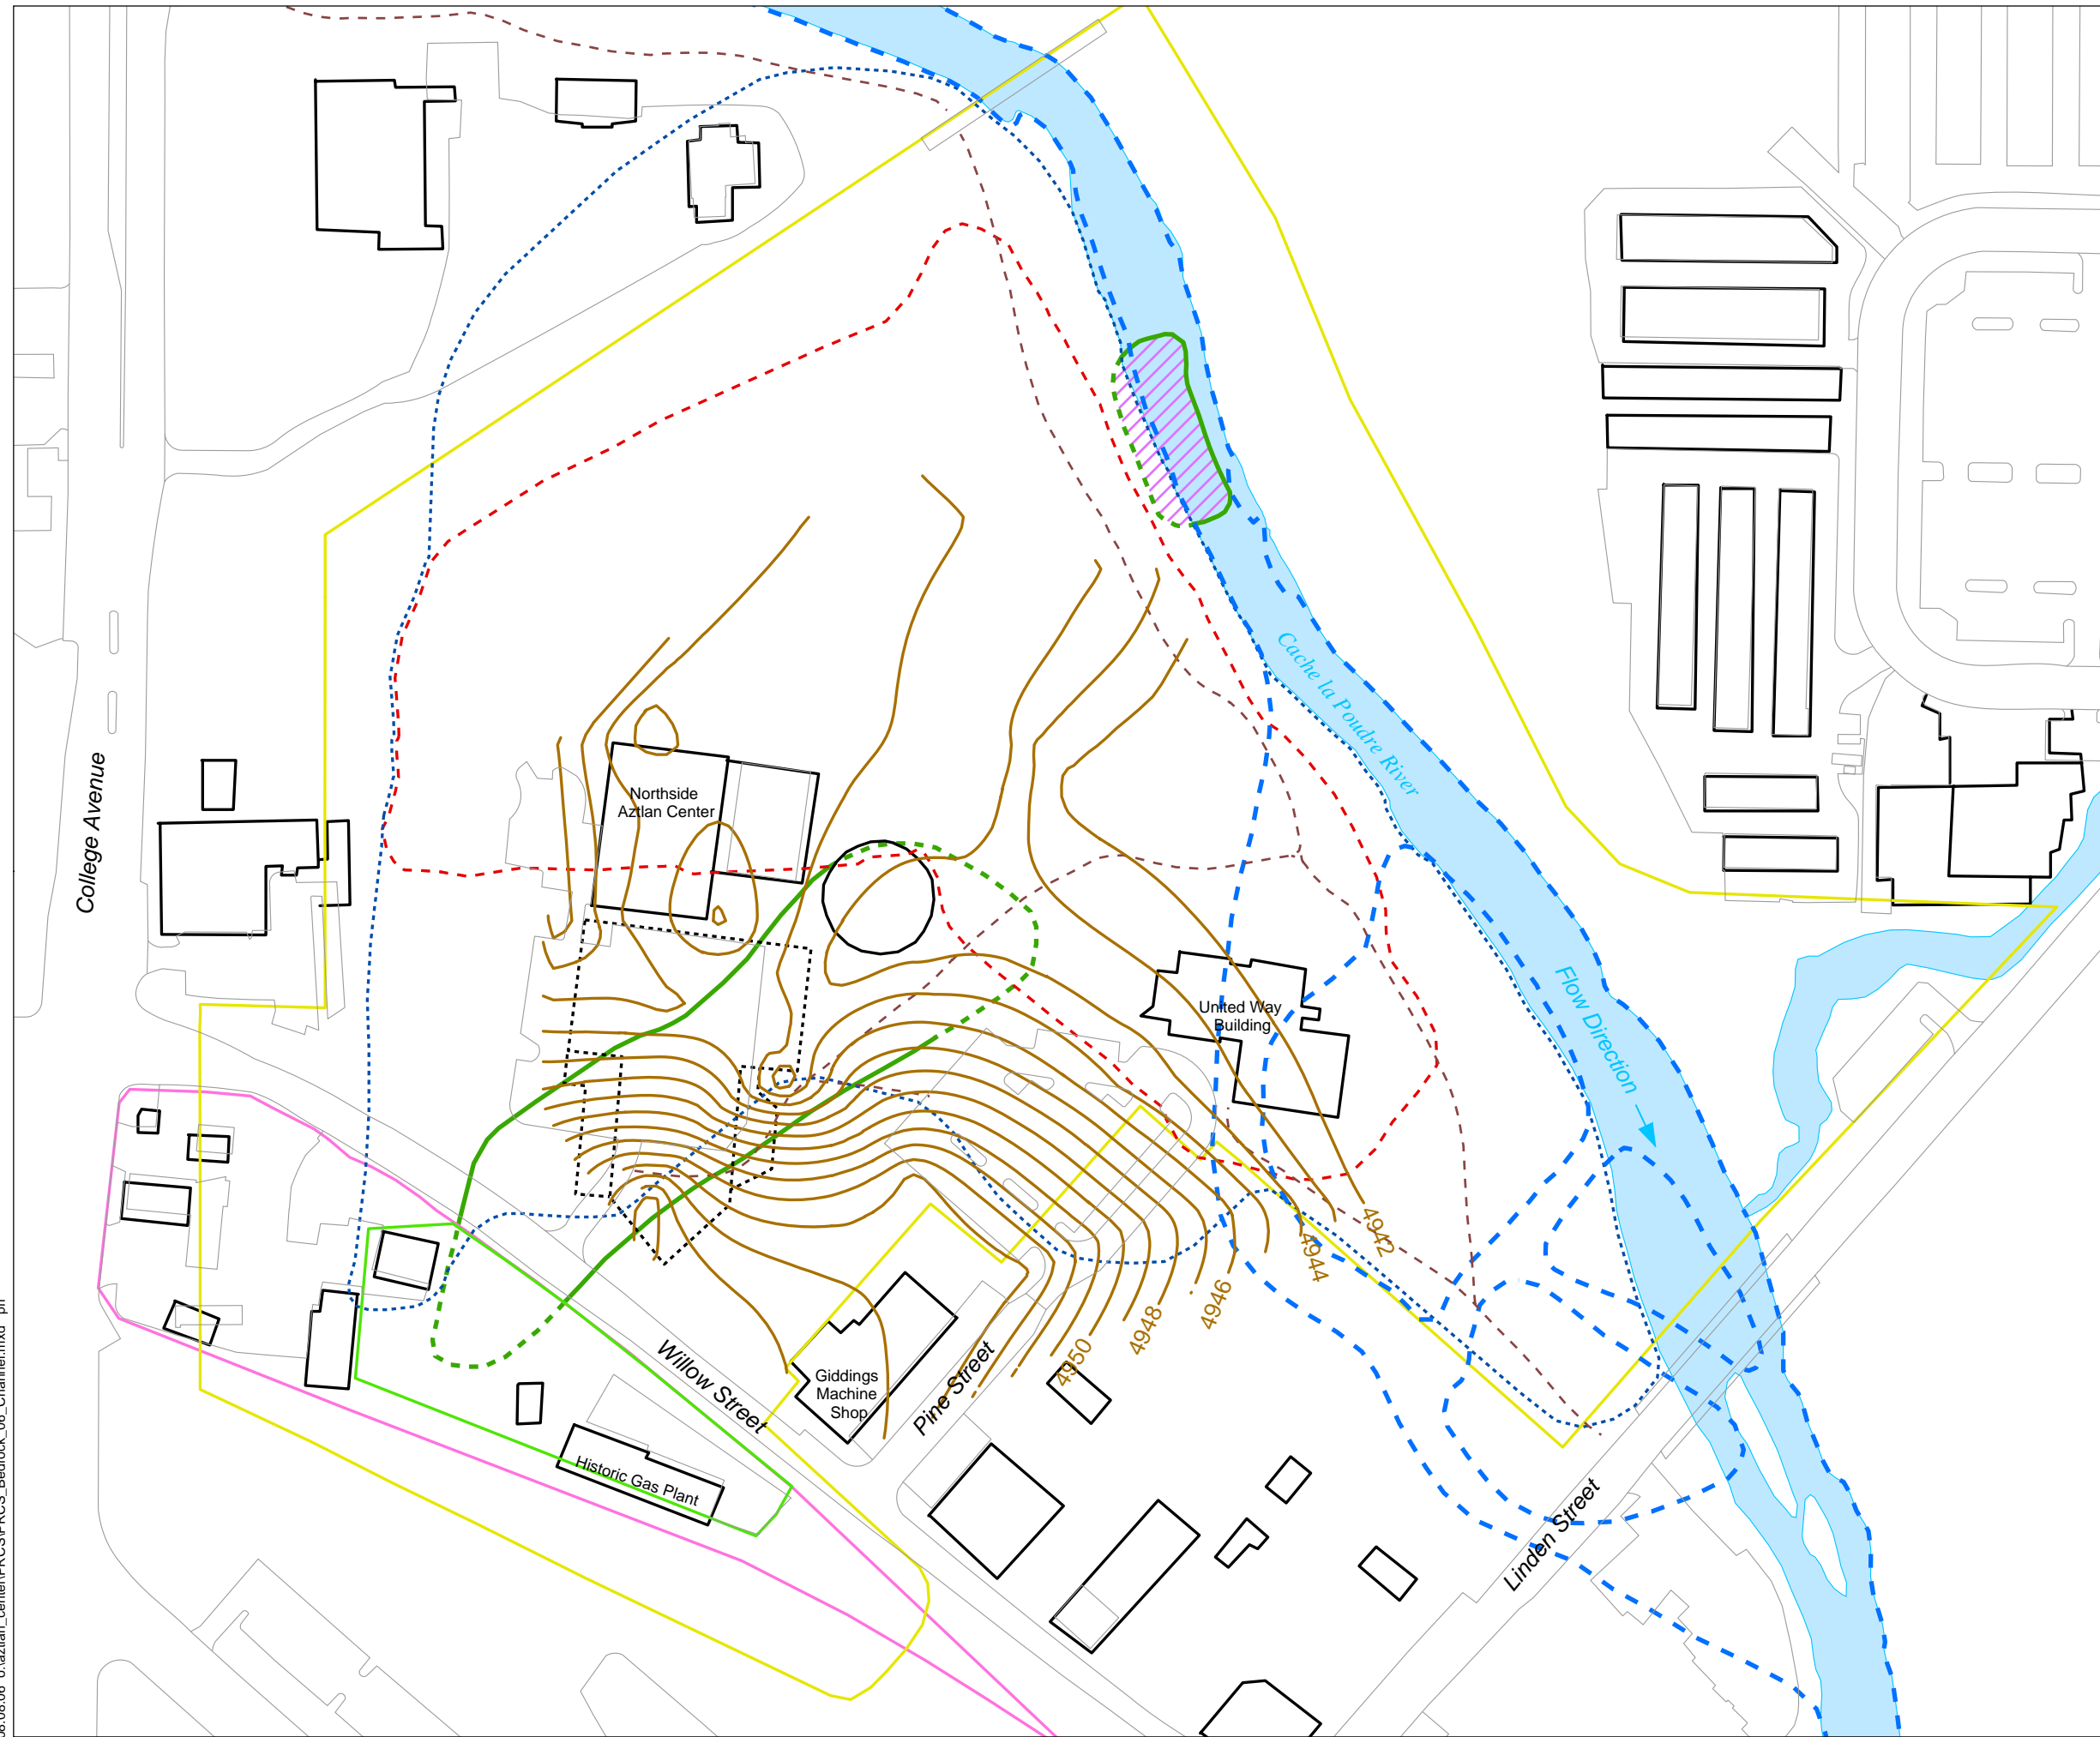 College Avenue
Northside
Aztlan Center
Cache la Poudre River
Flow Direction
United Way
Building
4942
4944
4946
4948
4950
Willow Street
Giddings
Machine
Shop
Pine Street
Historic Gas Plant
Linden Street